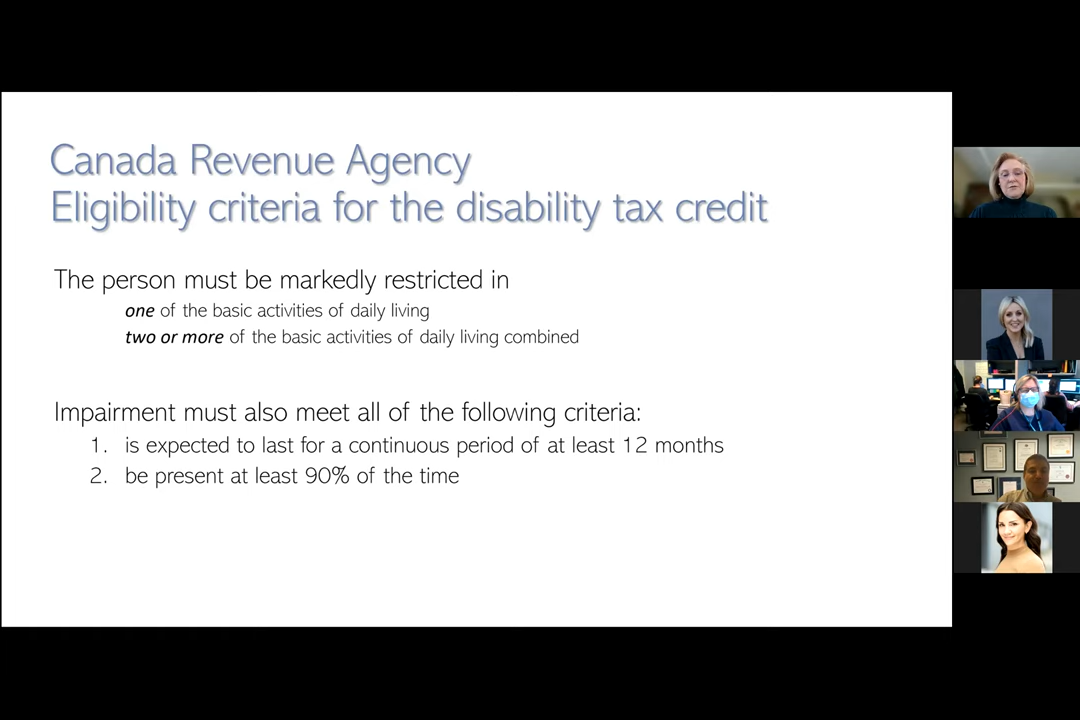 Canada Revenue Agency
Eligibility criteria for the disability tax credit
The person must be markedly restricted in
one of the basic activities of daily living
two or more of the basic activities of daily living combined
Impairment must also meet all of the following criteria:
1. is expected to last for a continuous period of at least 12 months
2. be present at least 90% of the time